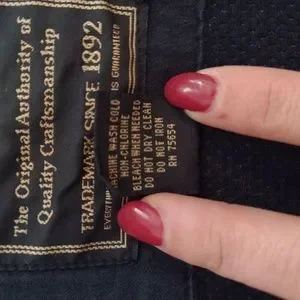 The Original Authority of
Quality Craftsmanship
TRADEMARK SINCE 1892
IS GUARANTEED
MACHINE WASH COLD
NON-CHLORINE
BLEACH WHEN NEEDED
DO NOT DRY CLEAN
DO NOT IRON
RN 75654